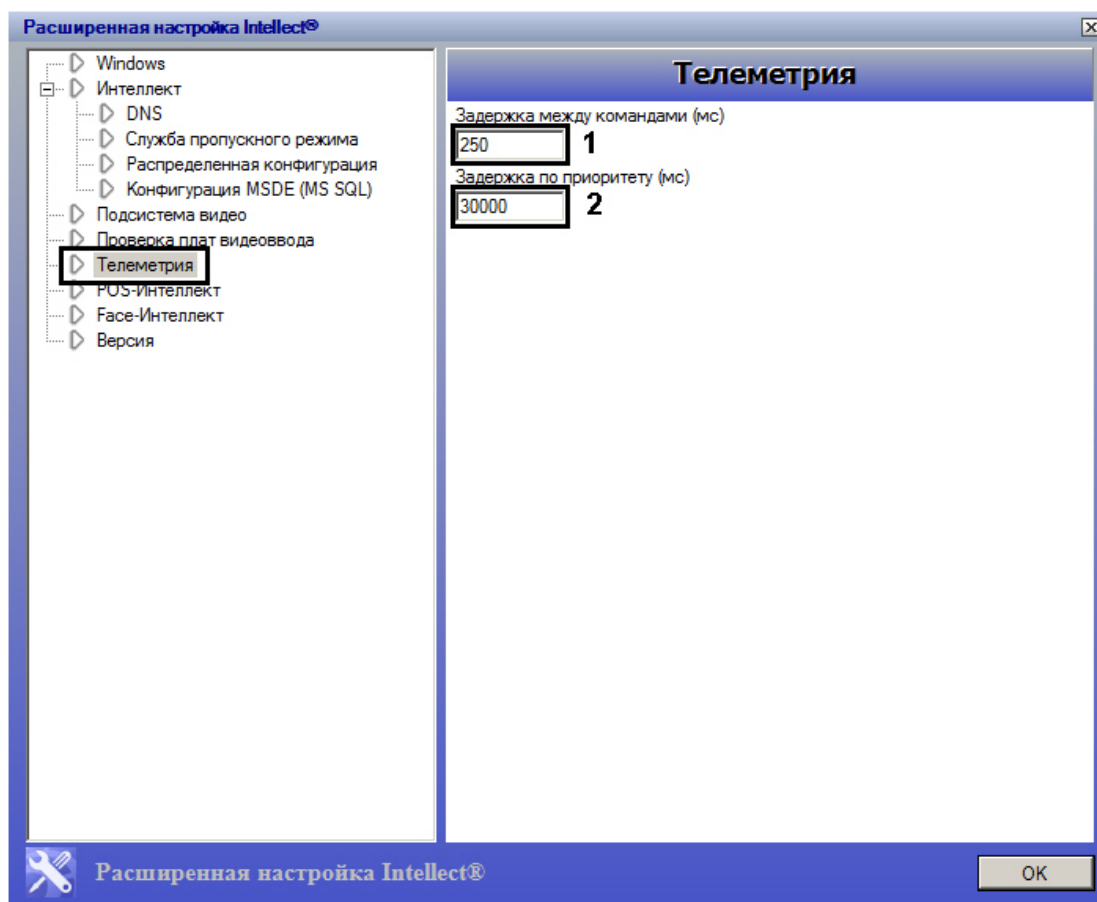 Расширенная настройка Intellect®
Windows
Интеллект
DNS
Служба пропускного режима
Распределенная конфигурация
Конфигурация MSDE (MS SQL)
Подсистема видео
Проверка плат видеоввода
Телеметрия
POS-Интеллект
Face-Интеллект
Версия
Телеметрия
Задержка между командами (мс)
250 1
Задержка по приоритету (мс)
30000 2
Расширенная настройка Intellect®
OK